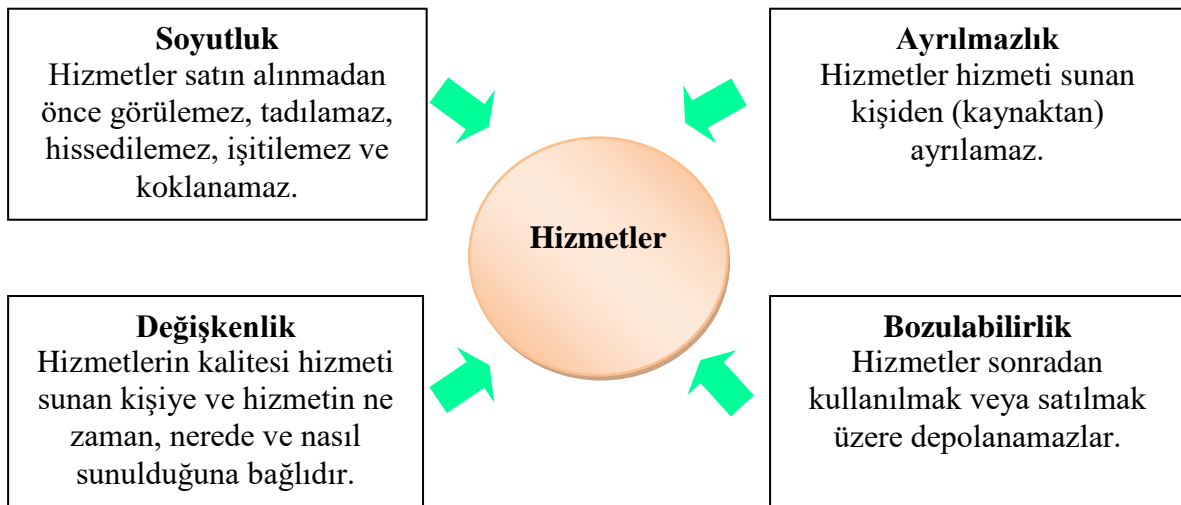 Soyutluk
Hizmetler satın alınmadan
önce görülemez, tadılamaz,
hissedilemez, işitilemez ve
koklanamaz.
Ayrılmazlık
Hizmetler hizmeti sunan
kişiden (kaynaktan)
ayrılamaz.
Hizmetler
Değişkenlik
Hizmetlerin kalitesi hizmeti
sunan kişiye ve hizmetin ne
zaman, nerede ve nasıl
sunulduğuna bağlıdır.
Bozulabilirlik
Hizmetler sonradan
kullanılmak veya satılmak
üzere depolanamazlar.